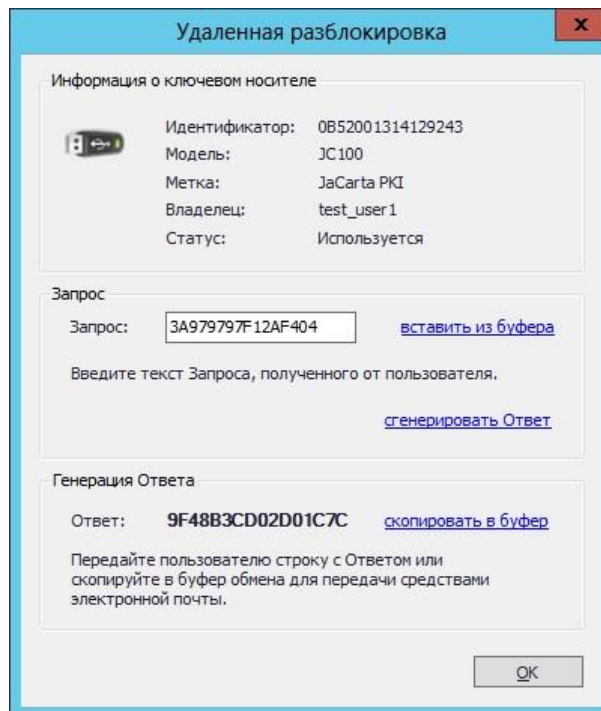 Удаленная разблокировка
x
Информация о ключевом носителе
Идентификатор: 0B52001314129243
Модель: JC100
Метка: JaCarta PKI
Владелец: test_user1
Статус: Используется
Запрос
Запрос: 3A979797F12AF404 вставить из буфера
Введите текст Запроса, полученного от пользователя.
сгенерировать Ответ
Генерация Ответа
Ответ: 9F48B3CD02D01C7C скопировать в буфер
Передайте пользователю строку с Ответом или
скопируйте в буфер обмена для передачи средствами
электронной почты.
OK